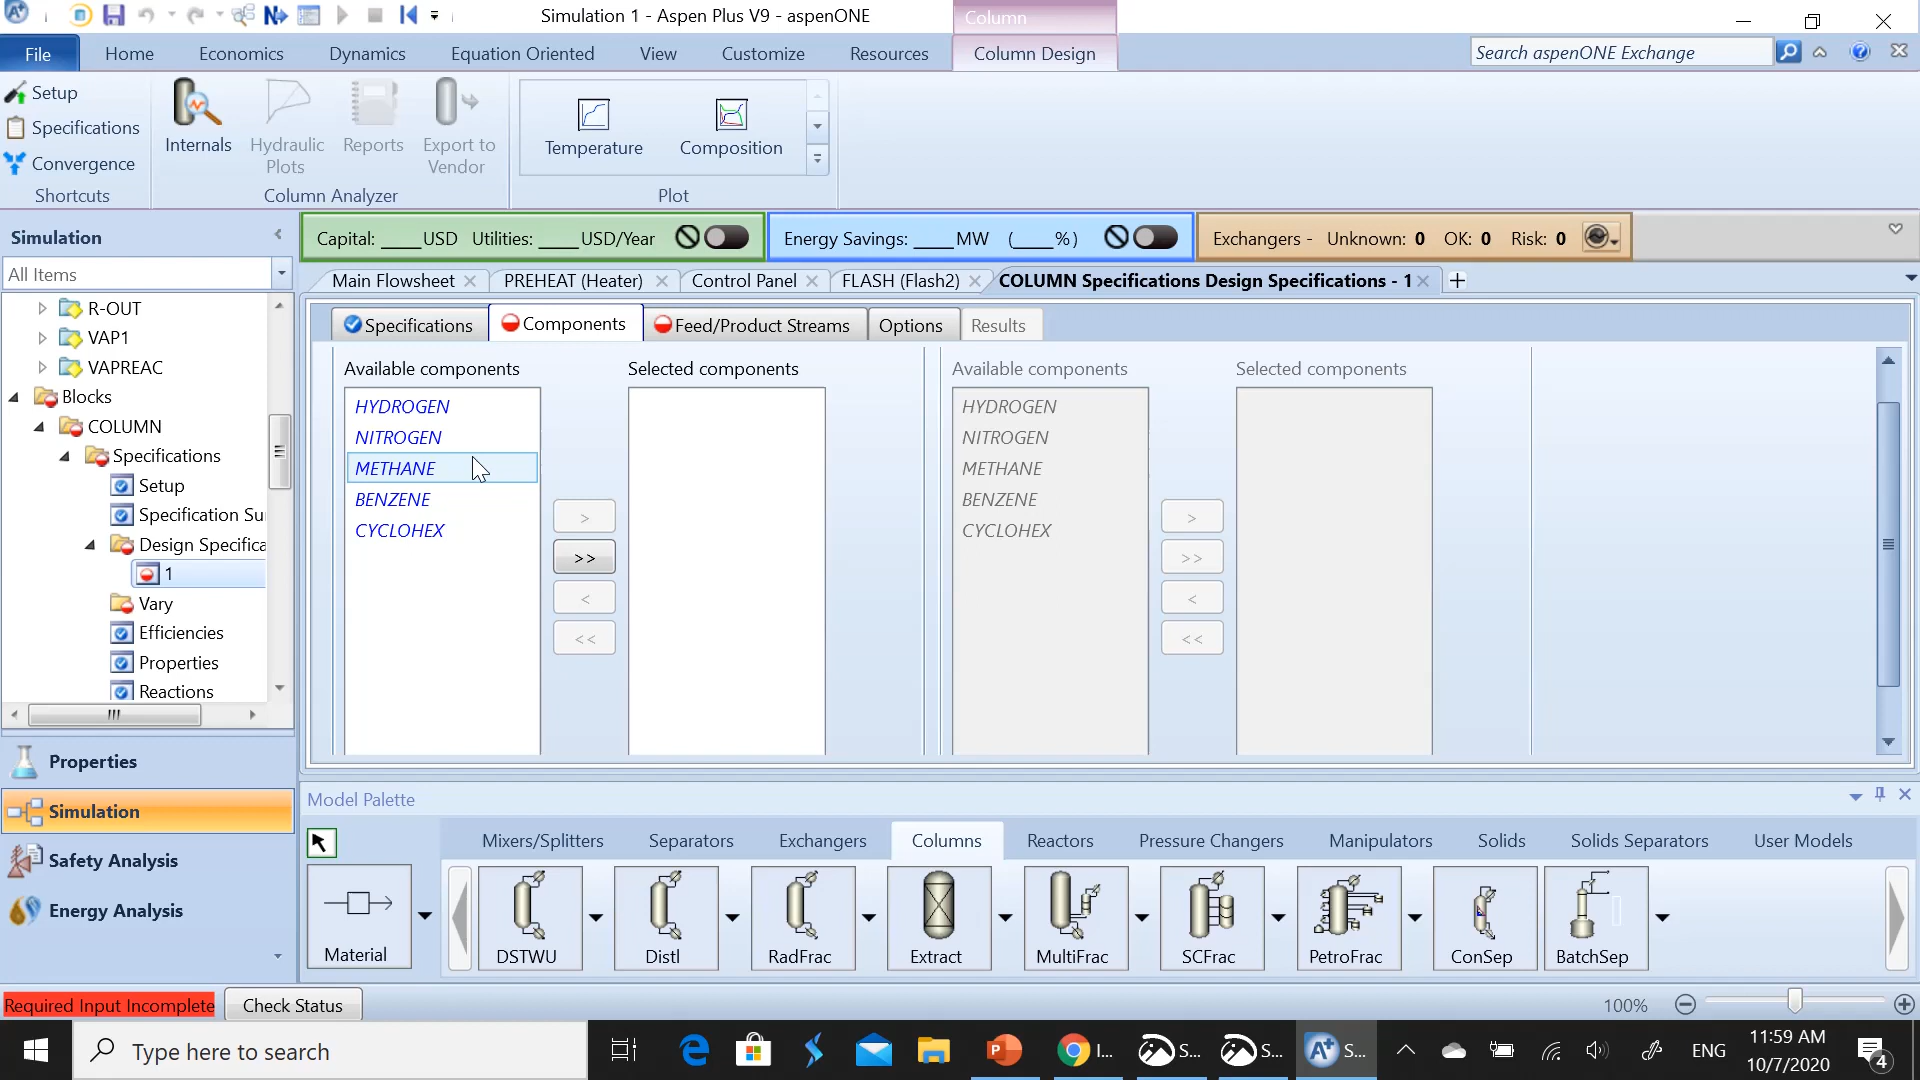 Simulation 1 - Aspen Plus V9 - aspenONE
Column
File
Home
Economics
Dynamics
Equation Oriented
View
Customize
Resources
Column Design
Search aspenONE Exchange
Setup
Specifications
Convergence
Shortcuts
Internals
Hydraulic
Plots
Reports
Export to
Vendor
Column Analyzer
Temperature
Composition
Plot
Simulation
All Items
Capital: ____USD Utilities: ____USD/Year
Energy Savings: ____MW (____%)
Exchangers - Unknown: 0 OK: 0 Risk: 0
Main Flowsheet
PREHEAT (Heater)
Control Panel
FLASH (Flash2)
COLUMN Specifications Design Specifications - 1
R-OUT
VAP1
VAPREAC
Blocks
COLUMN
Specifications
Setup
Specification Su
Design Specifica
1
Vary
Efficiencies
Properties
Reactions
Specifications
Components
Feed/Product Streams
Options
Results
Available components
Selected components
HYDROGEN
NITROGEN
METHANE
BENZENE
CYCLOHEX
>
>>
<
<<
Available components
Selected components
HYDROGEN
NITROGEN
METHANE
BENZENE
CYCLOHEX
>
>>
<
<<
Properties
Simulation
Safety Analysis
Energy Analysis
Model Palette
Mixers/Splitters
Separators
Exchangers
Columns
Reactors
Pressure Changers
Manipulators
Solids
Solids Separators
User Models
Material
DSTWU
Distl
RadFrac
Extract
MultiFrac
SCFrac
PetroFrac
ConSep
BatchSep
Required Input Incomplete
Check Status
100%
Type here to search
I...
S...
S...
S...
ENG
11:59 AM
10/7/2020
4